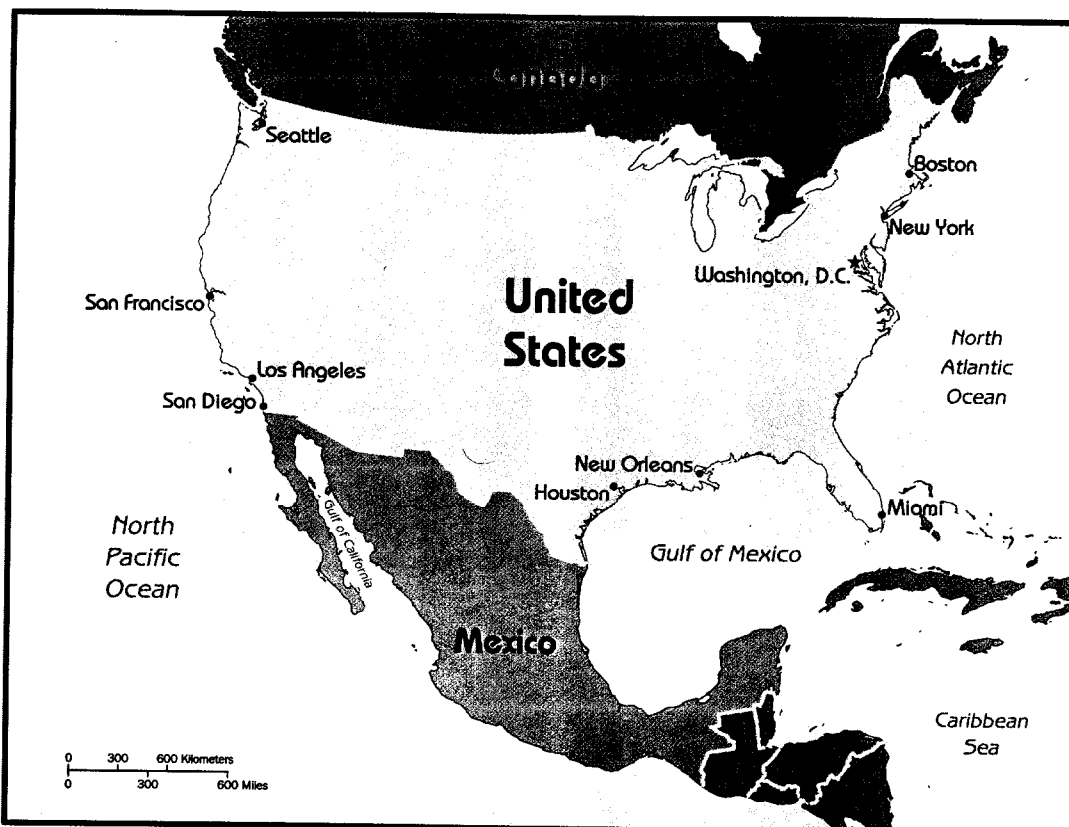 Canada
Seattle
Boston
New York
Washington, D.C.
United
States
San Francisco
North
Atlantic
Ocean
Los Angeles
San Diego
New Orleans
Houston
Miami
North
Pacific
Ocean
Gulf of California
Gulf of Mexico
Mexico
Caribbean
Sea
0 300 600 Kilometers
0 300 600 Miles